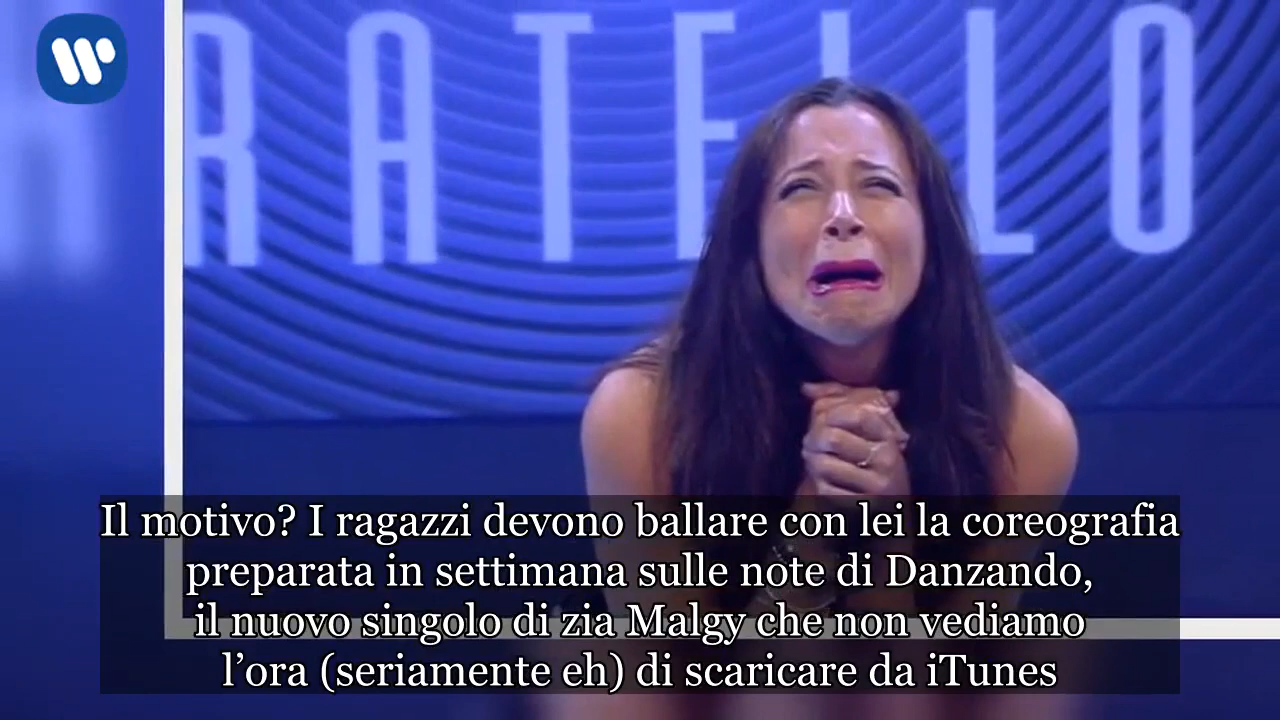 RATELLO
Il motivo? I ragazzi devono ballare con lei la coreografia
preparata in settimana sulle note di Danzando,
il nuovo singolo di zia Malgy che non vediamo
l’ora (seriamente eh) di scaricare da iTunes